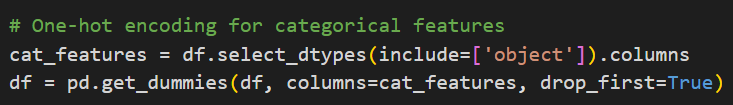 # One-hot encoding for categorical features
cat_features = df.select_dtypes(include=['object']).columns
df = pd.get_dummies(df, columns=cat_features, drop_first=True)